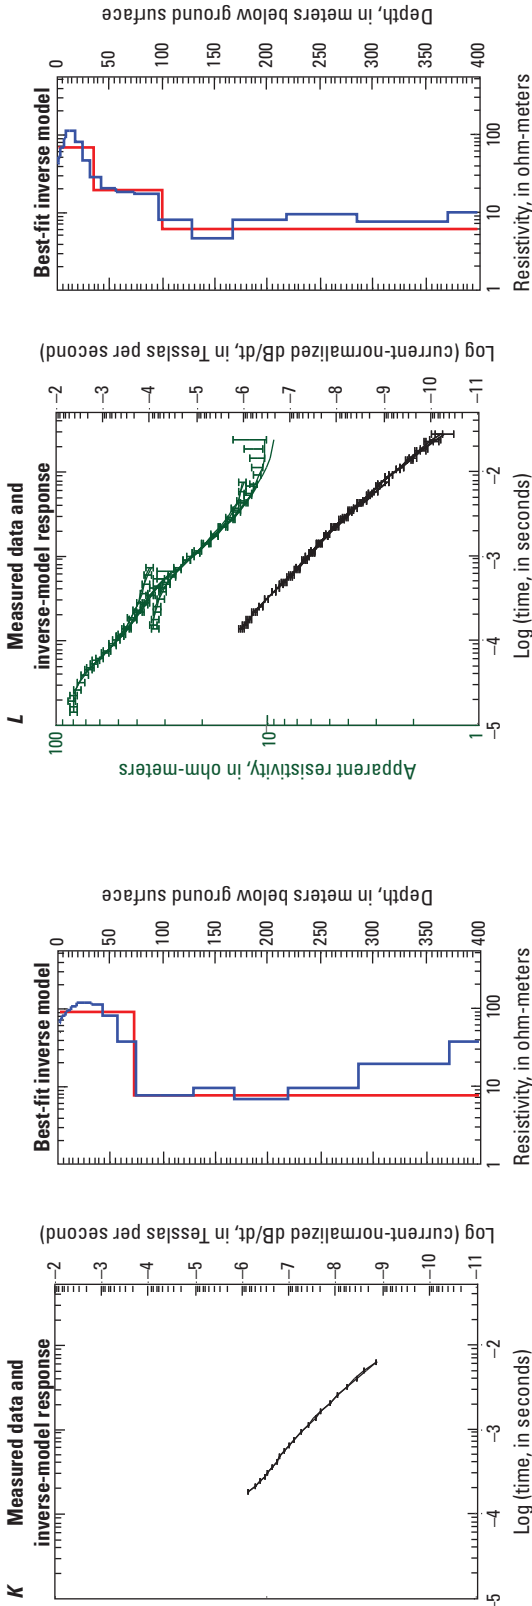 K Measured data and
inverse-model response
−2
−3
−4
−5
−6
−7
−8
−9
−10
−11
Log (current-normalized dB/dt, in Tesslas per second)
−5 −4 −3 −2
Log (time, in seconds)
Best-fit inverse model
0
50
100
150
200
250
300
350
400
Depth, in meters below ground surface
1 10 100
Resistivity, in ohm-meters
L Measured data and
inverse-model response
Apparent resistivity, in ohm-meters
100
10
1
−2
−3
−4
−5
−6
−7
−8
−9
−10
−11
Log (current-normalized dB/dt, in Tesslas per second)
−5 −4 −3 −2
Log (time, in seconds)
Best-fit inverse model
0
50
100
150
200
250
300
350
400
Depth, in meters below ground surface
1 10 100
Resistivity, in ohm-meters